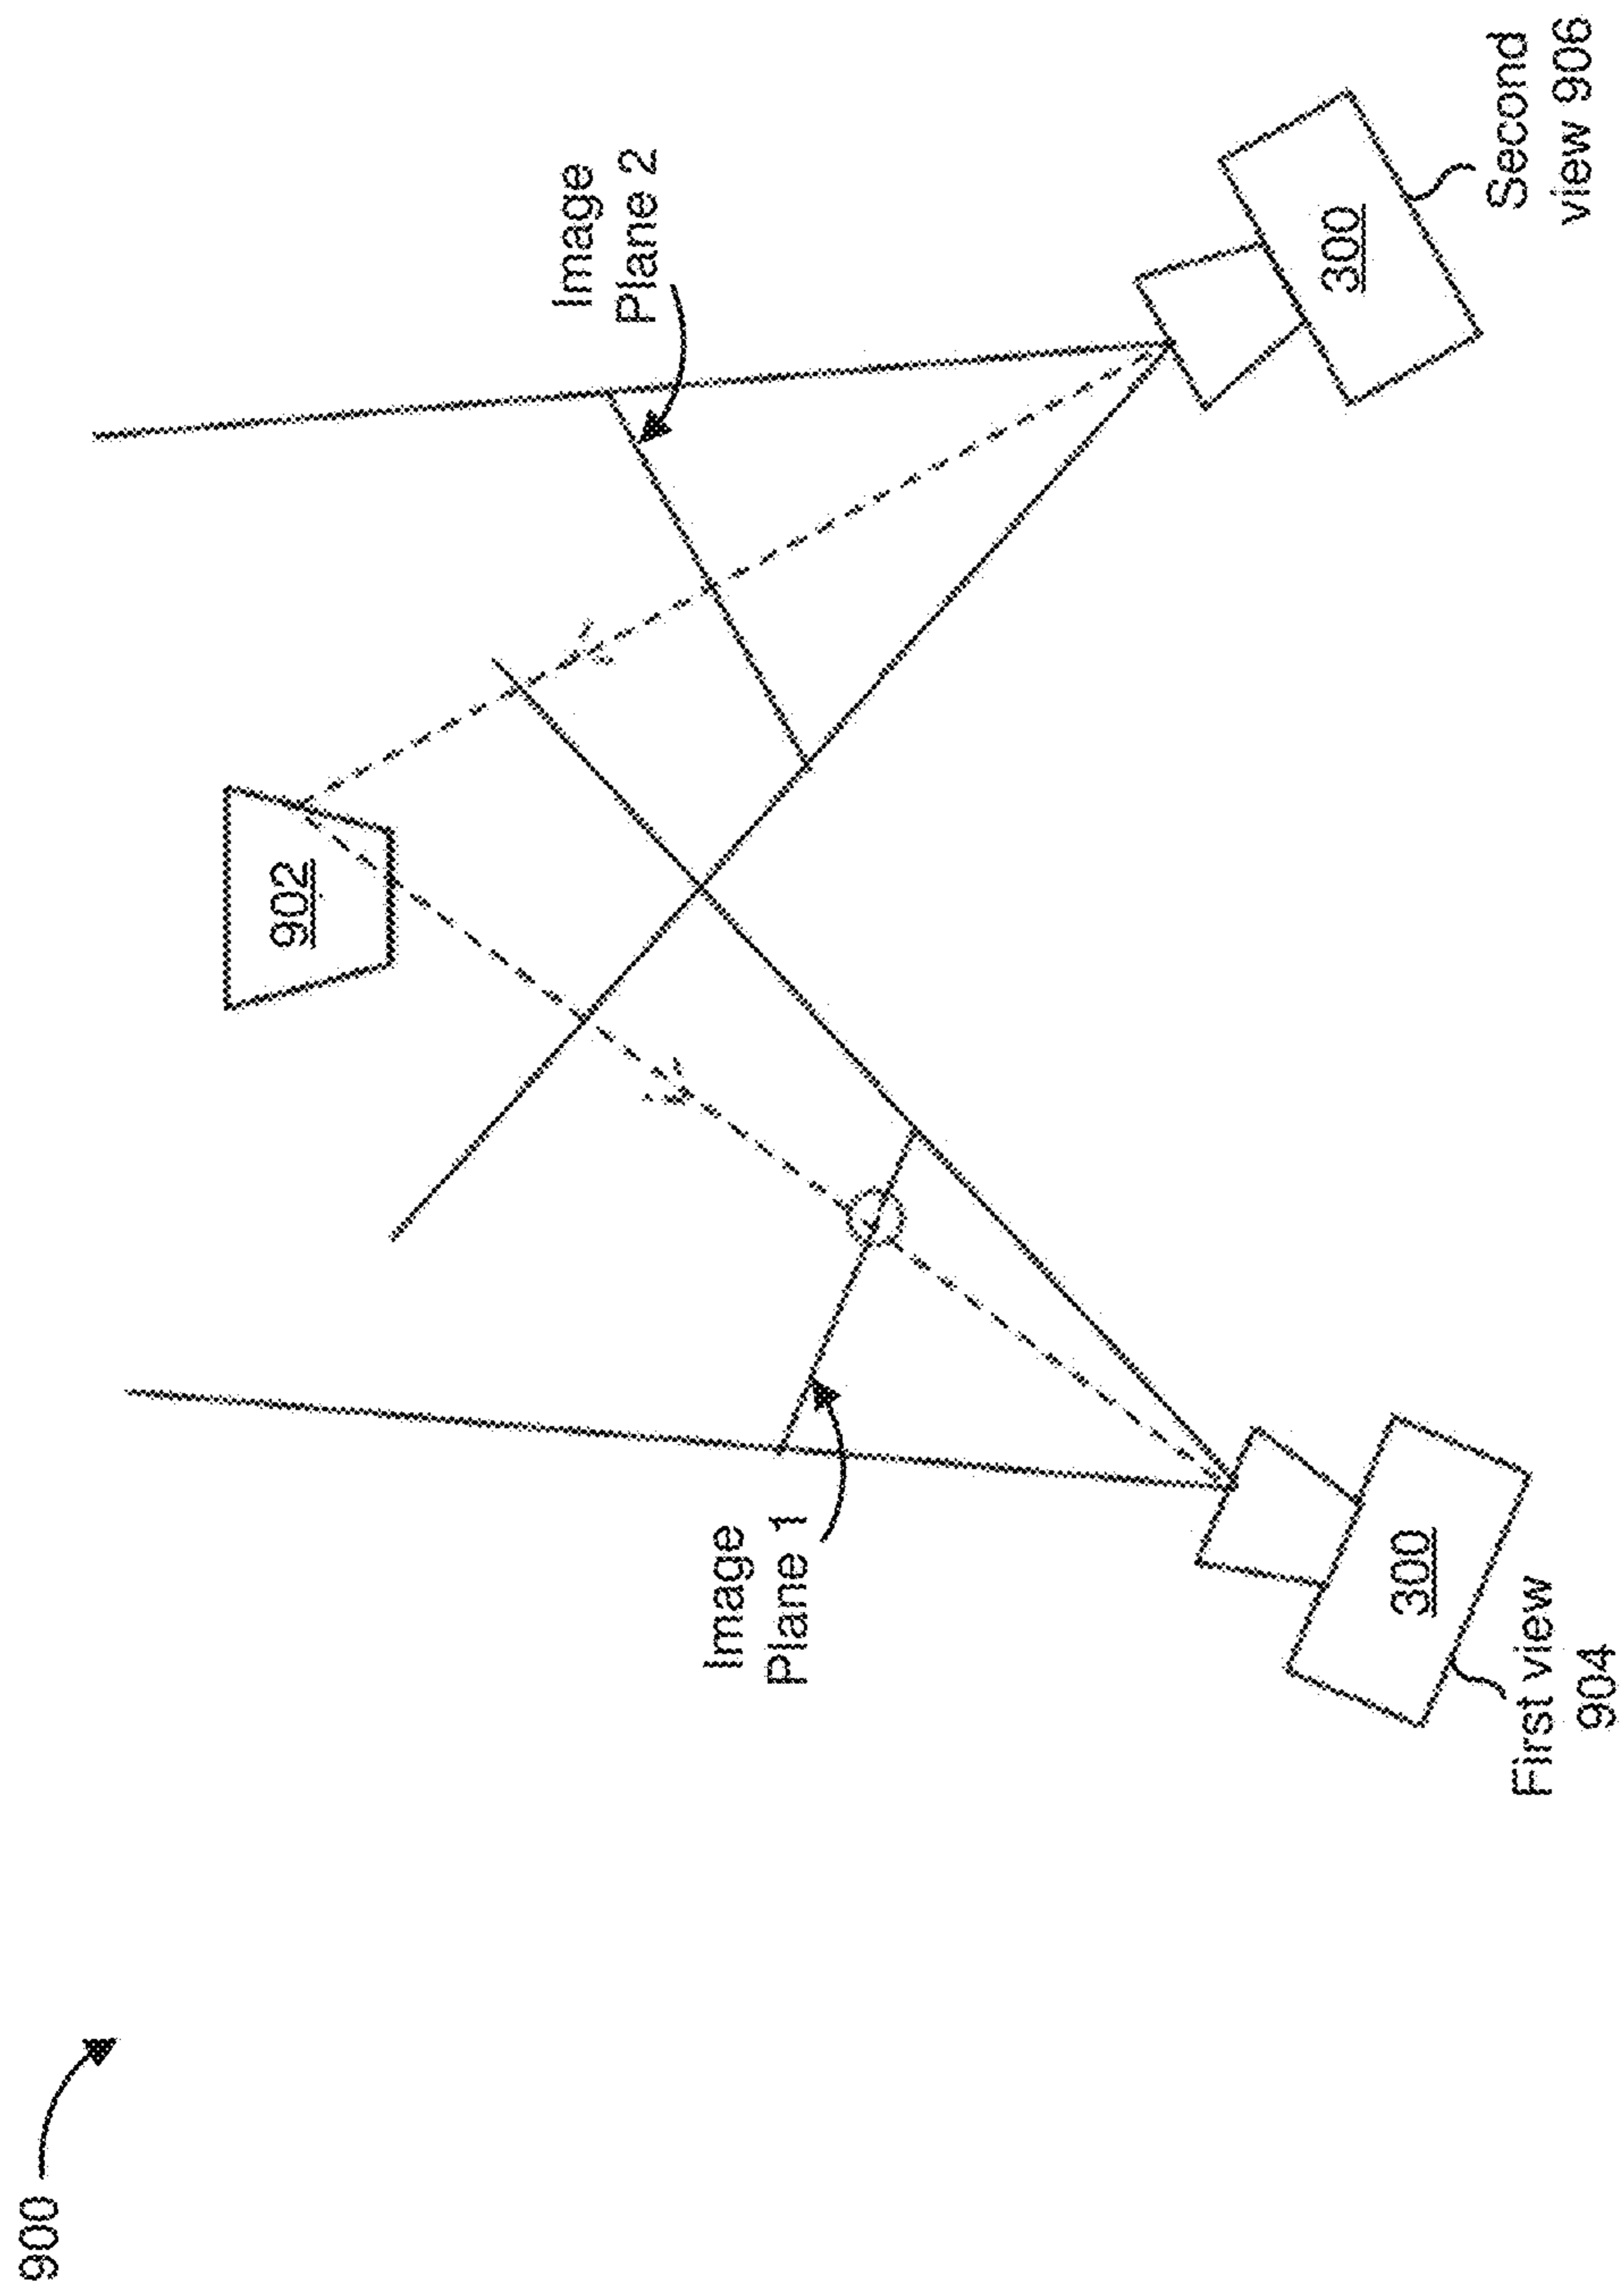 900
902
Image
Plane 1
Image
Plane 2
300
First view
904
300
Second
view 906